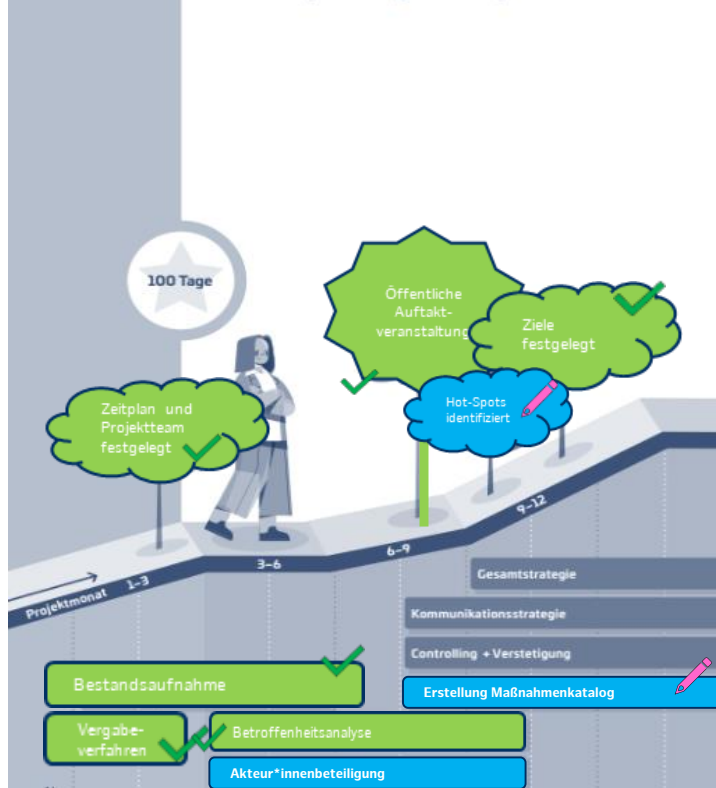 100 Tage
Öffentliche
Auftakt-
veranstaltung
Ziele
festgelegt
Hot-Spots
identifiziert
Zeitplan und
Projektteam
festgelegt
Projektmonat
1–3
3–6
6–9
9–12
Gesamtstrategie
Kommunikationsstrategie
Controlling + Verstetigung
Bestandsaufnahme
Erstellung Maßnahmenkatalog
Vergabe-
verfahren
Betroffenheitsanalyse
Akteur*innenbeteiligung